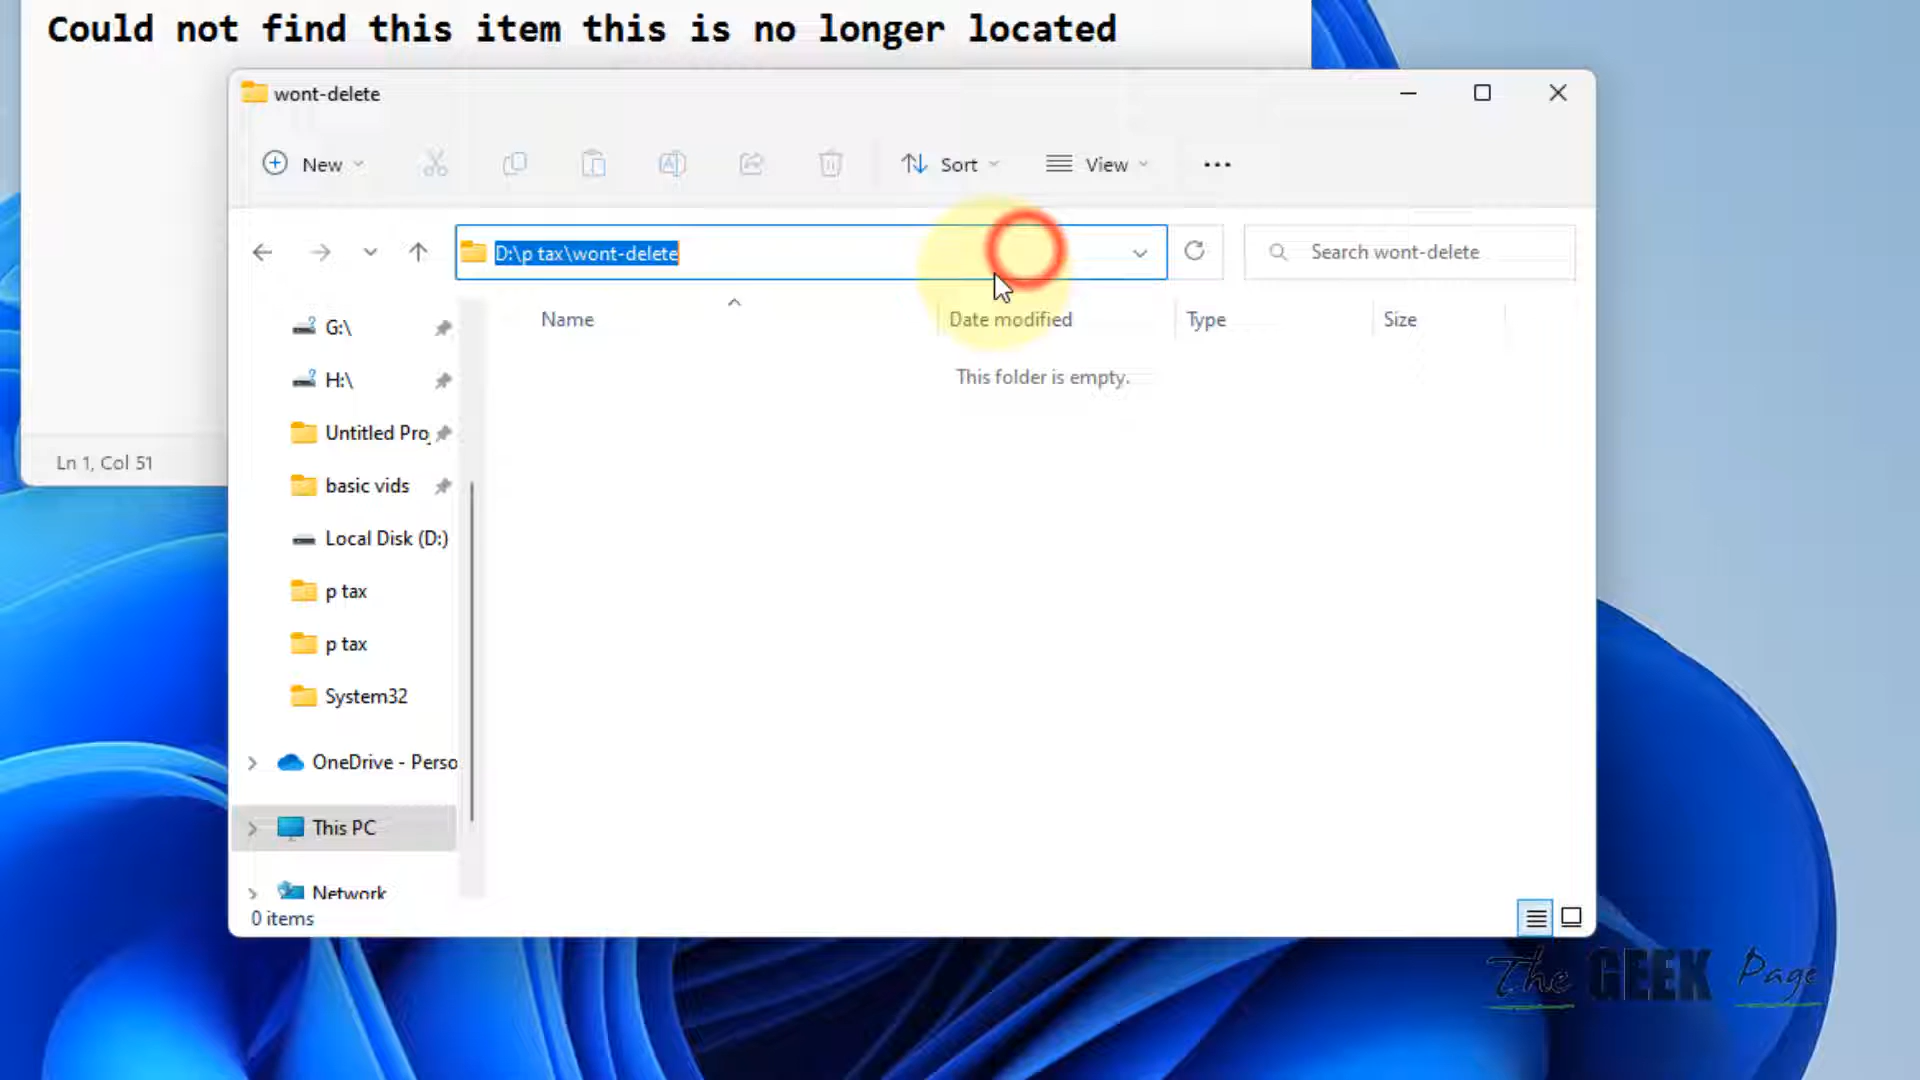 Could not find this item this is no longer located
wont-delete
New
Sort
View
D:\p tax\wont-delete
Search wont-delete
Name
Date modified
Type
Size
This folder is empty.
G:\
H:\
Untitled Pro
basic vids
Local Disk (D:)
p tax
p tax
System32
OneDrive - Perso
This PC
Network
0 items
Ln 1, Col 51
The GEEK Page